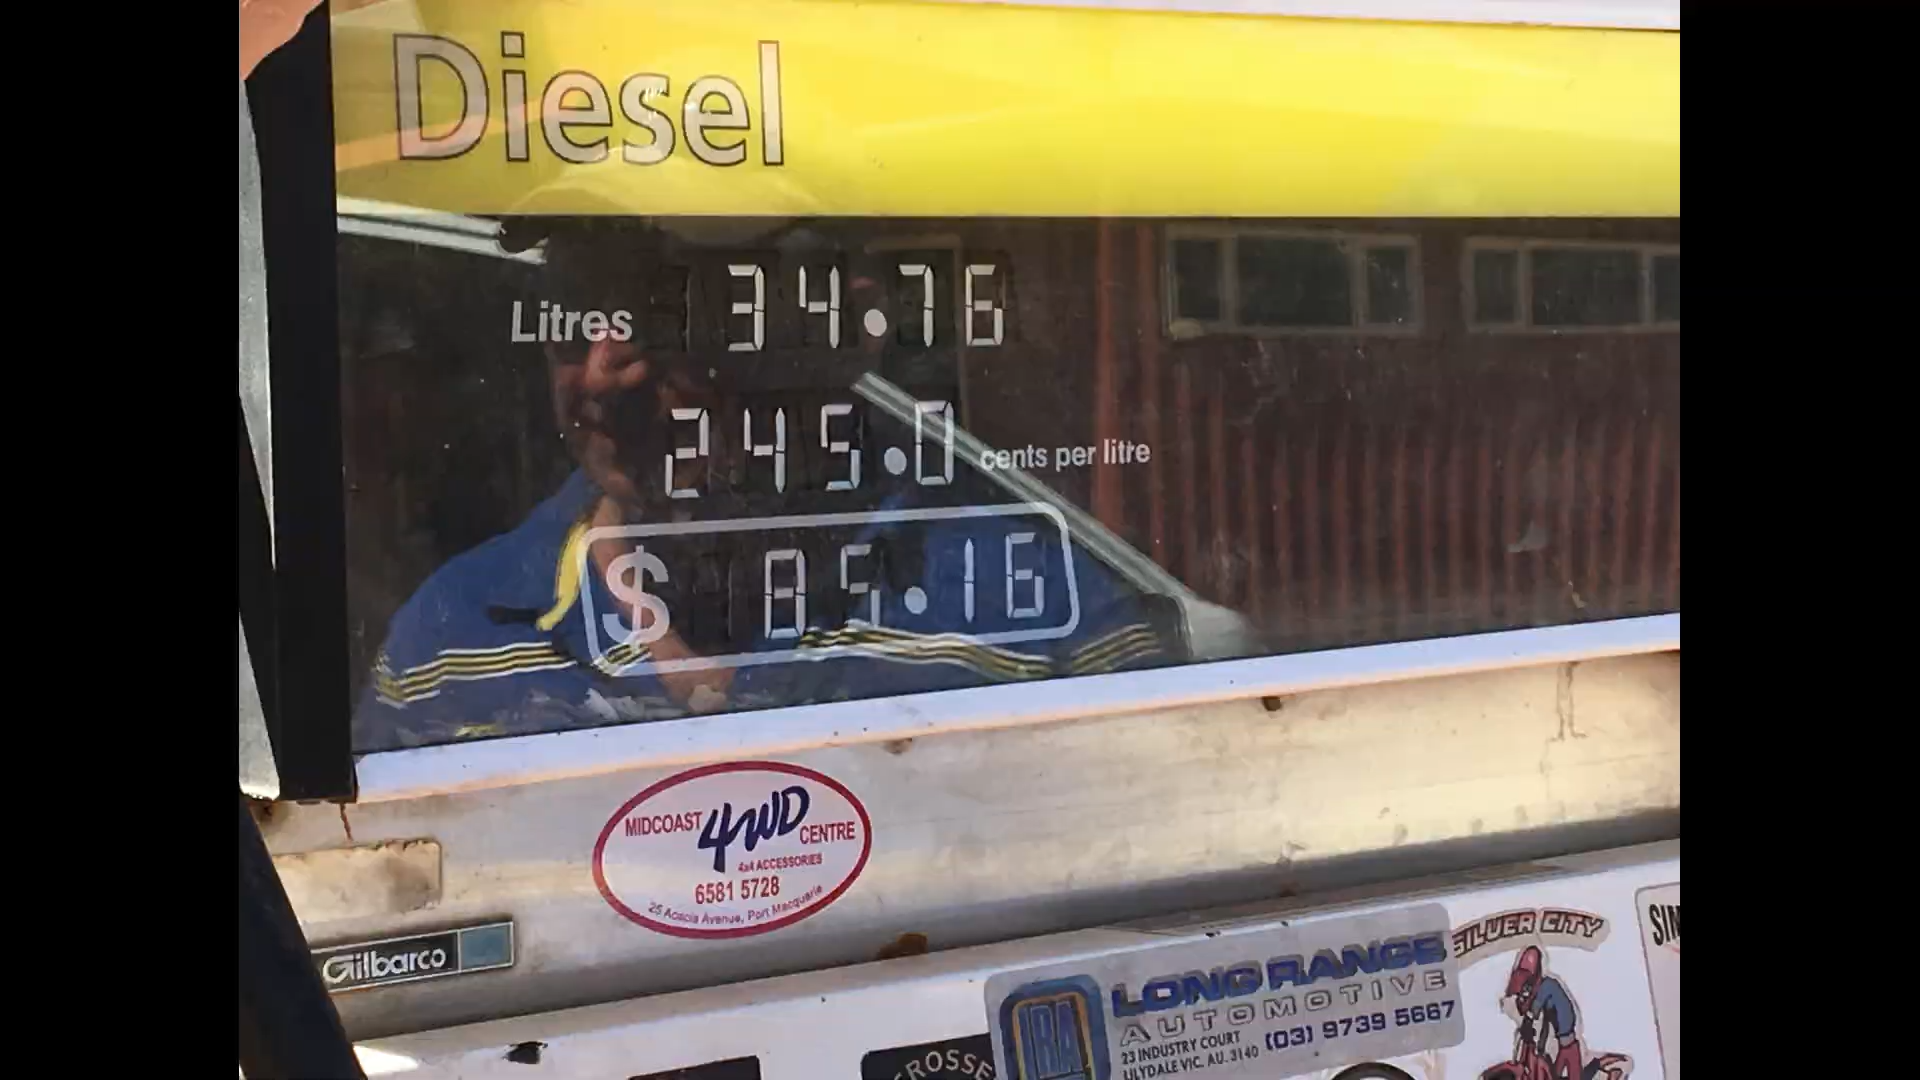 Diesel
Litres 34.76
245.0 cents per litre
$ 85.16
MIDCOAST 4WD CENTRE
4x4 ACCESSORIES
6581 5728
25 Acacia Avenue, Port Macquarie
Gilbarco
LRA
LONG RANGE
AUTOMOTIVE
23 INDUSTRY COURT (03) 9739 5667
LILYDALE VIC. AU. 3140
SILVER CITY